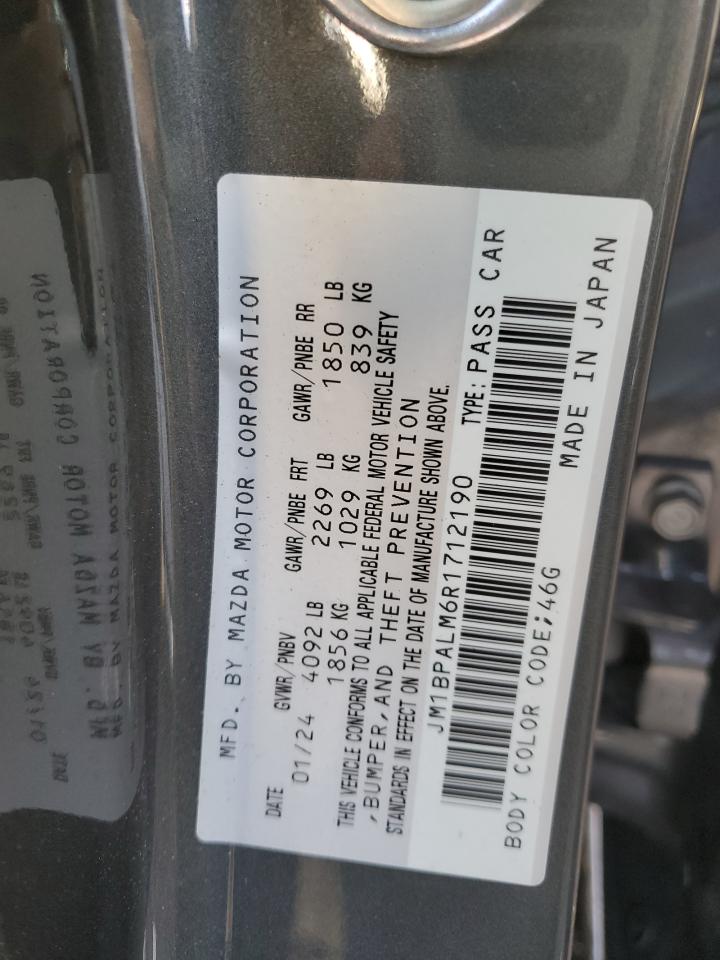 MFD. BY MAZDA MOTOR CORPORATION
DATE GVWR/PNBV GAWR/PNBE FRT GAWR/PNBE RR
01/24 4092 LB 2269 LB 1850 LB
1856 KG 1029 KG 839 KG
THIS VEHICLE CONFORMS TO ALL APPLICABLE FEDERAL MOTOR VEHICLE SAFETY
,BUMPER,AND THEFT PREVENTION
STANDARDS IN EFFECT ON THE DATE OF MANUFACTURE SHOWN ABOVE.
JM1BPALM6R1712190 TYPE: PASS CAR
BODY COLOR CODE;46G MADE IN JAPAN